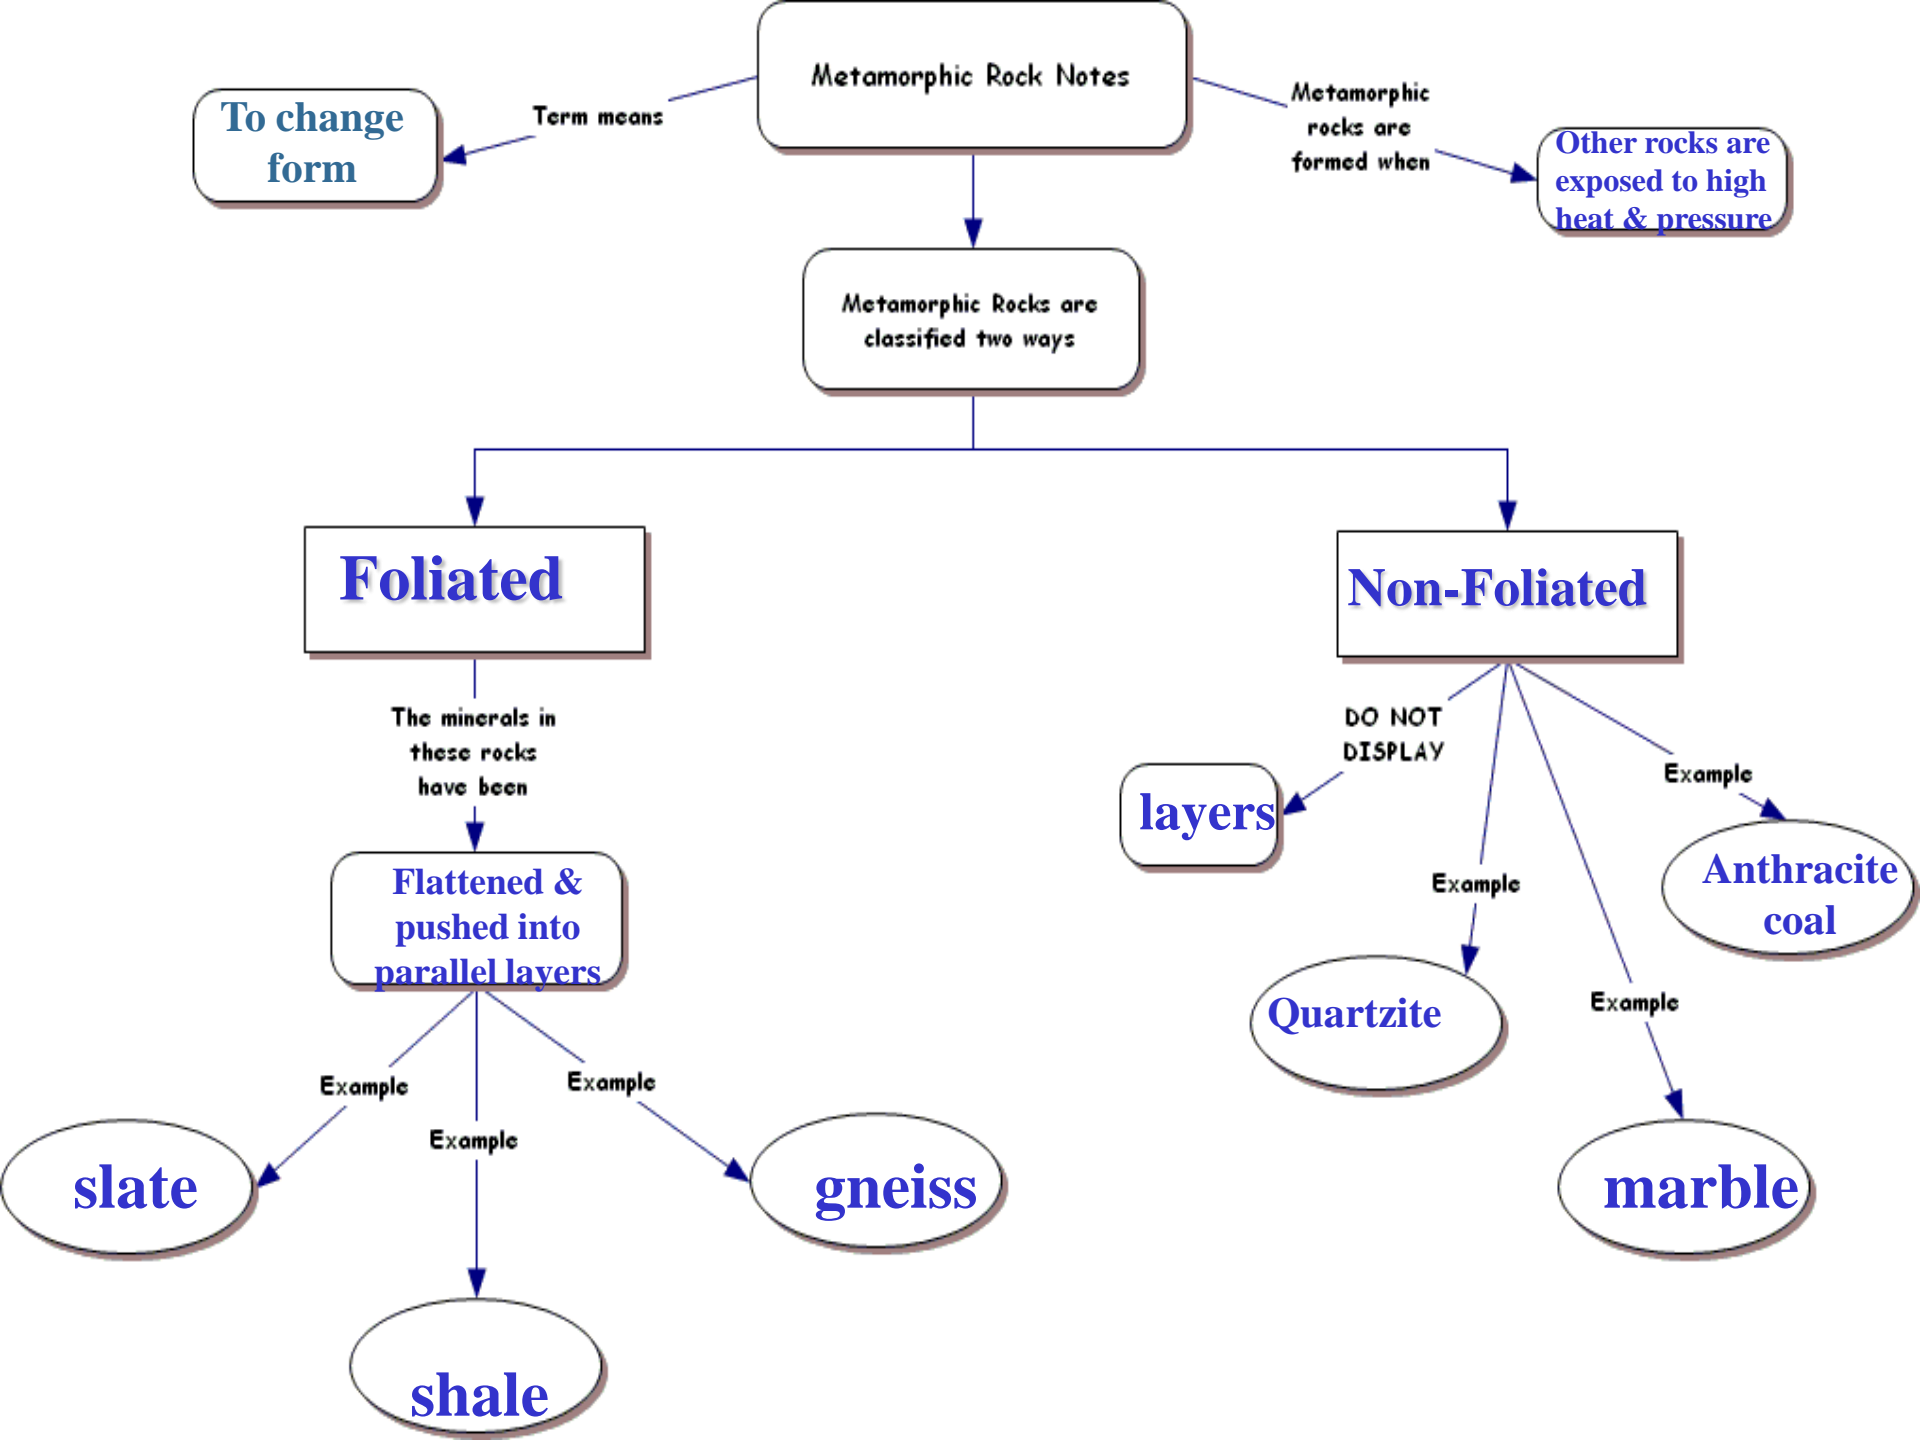 Metamorphic Rock Notes
Term means
To change
form
Metamorphic
rocks are
formed when
Other rocks are
exposed to high
heat & pressure
Metamorphic Rocks are
classified two ways
Foliated
The minerals in
these rocks
have been
Flattened &
pushed into
parallel layers
Example
slate
Example
shale
Example
gneiss
Non-Foliated
DO NOT
DISPLAY
layers
Example
Quartzite
Example
marble
Example
Anthracite
coal